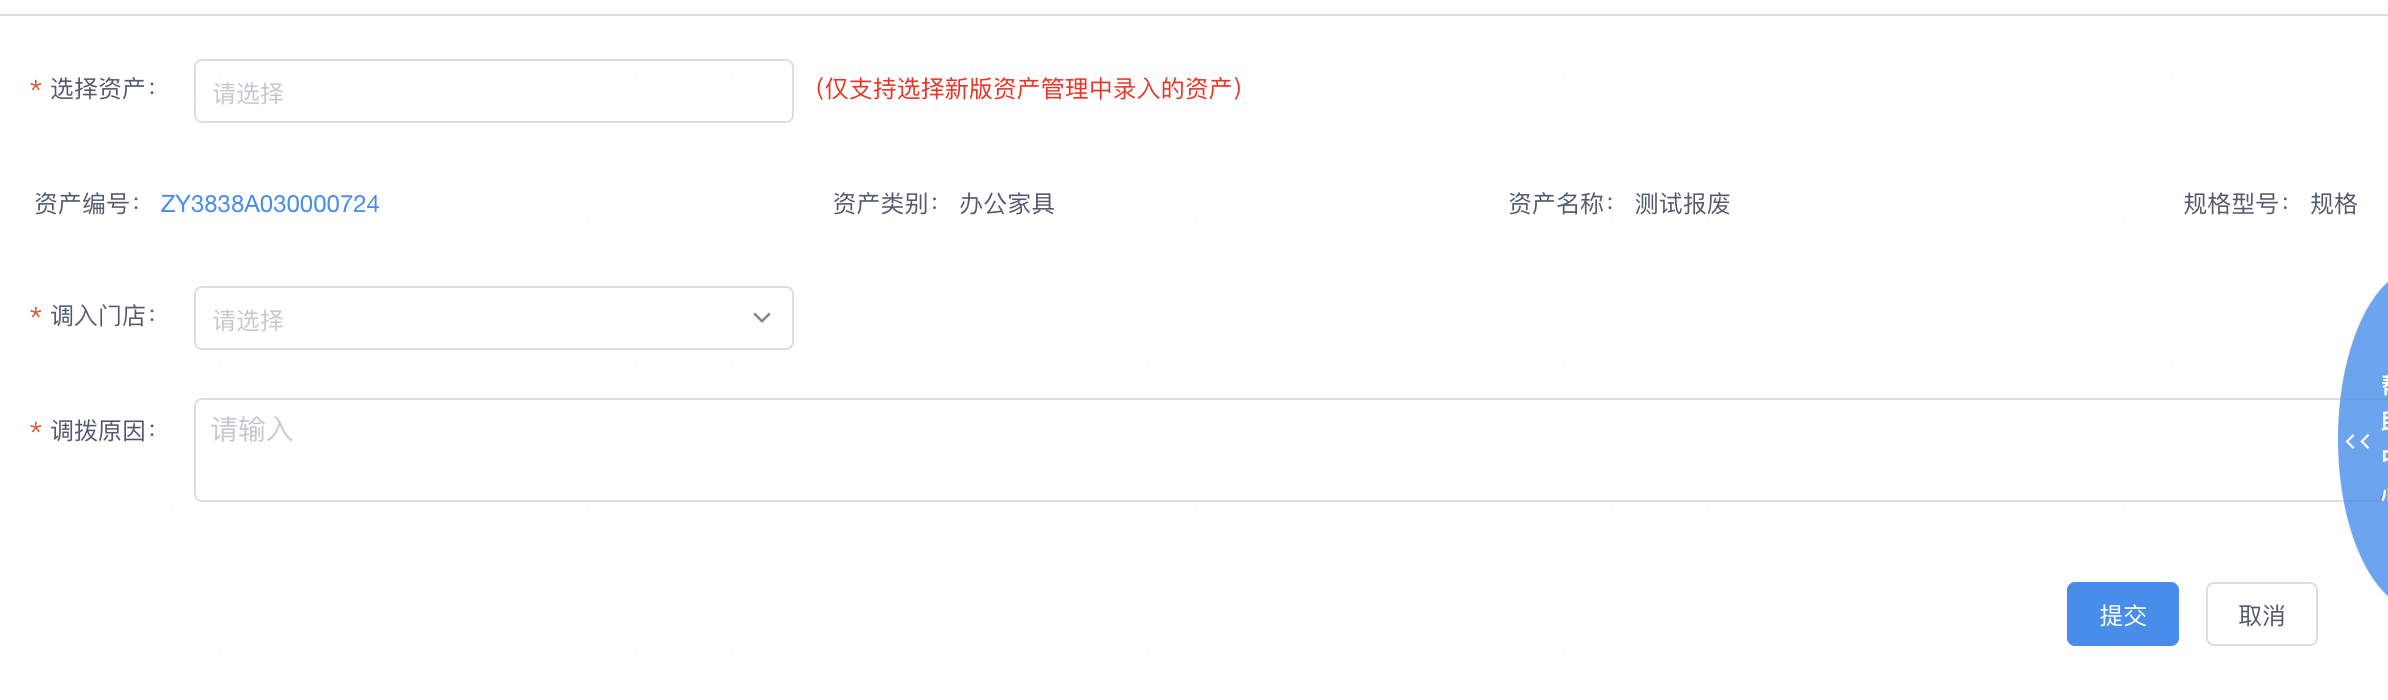 * 选择资产： 请选择 （仅支持选择新版资产管理中录入的资产）
资产编号： ZY3838A030000724 资产类别： 办公家具 资产名称： 测试报废 规格型号： 规格
* 调入门店： 请选择
* 调拨原因： 请输入
<<
提交 取消